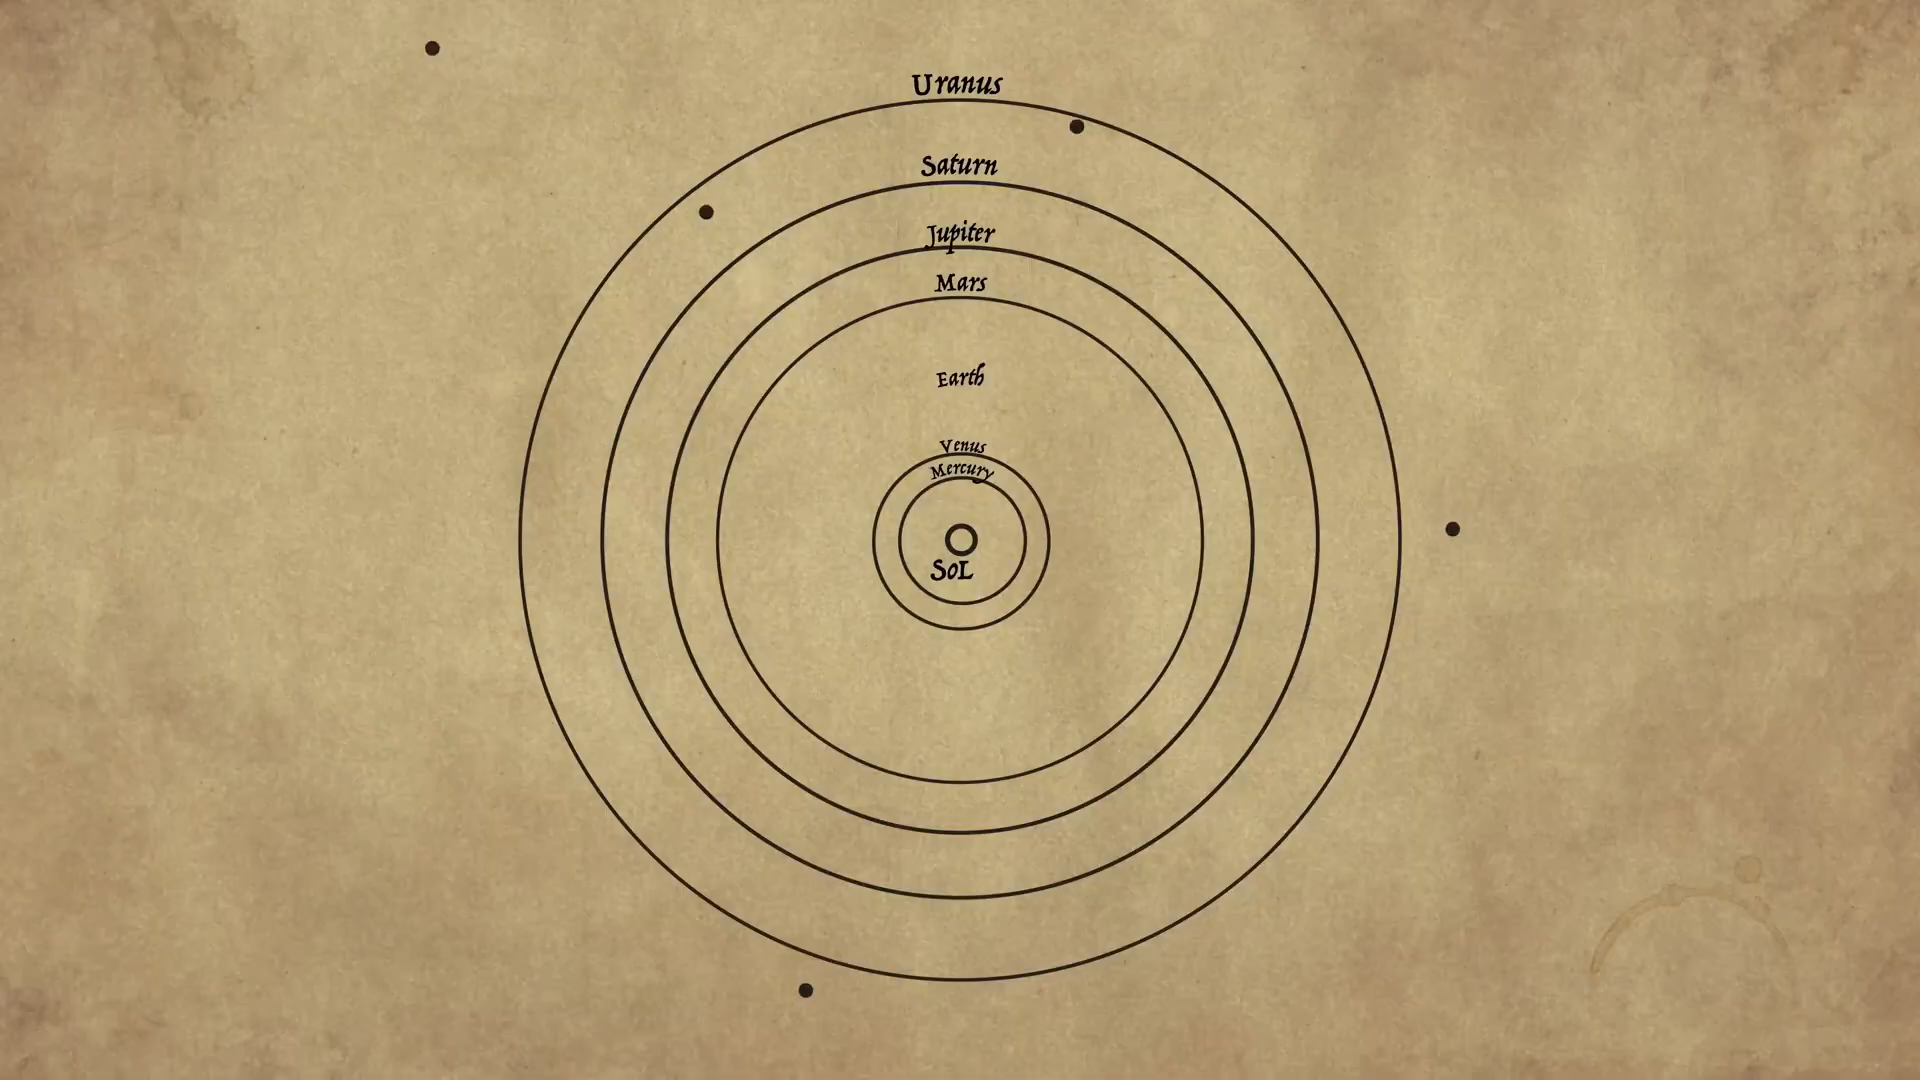 Uranus
Saturn
Jupiter
Mars
Earth
Venus
Mercury
SoL